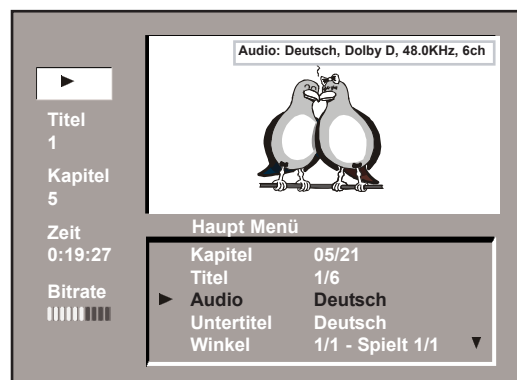 Audio: Deutsch, Dolby D, 48.0KHz, 6ch
Titel
1
Kapitel
5
Zeit
0:19:27
Bitrate
Haupt Menü
Kapitel 05/21
Titel 1/6
Audio Deutsch
Untertitel Deutsch
Winkel 1/1 - Spielt 1/1